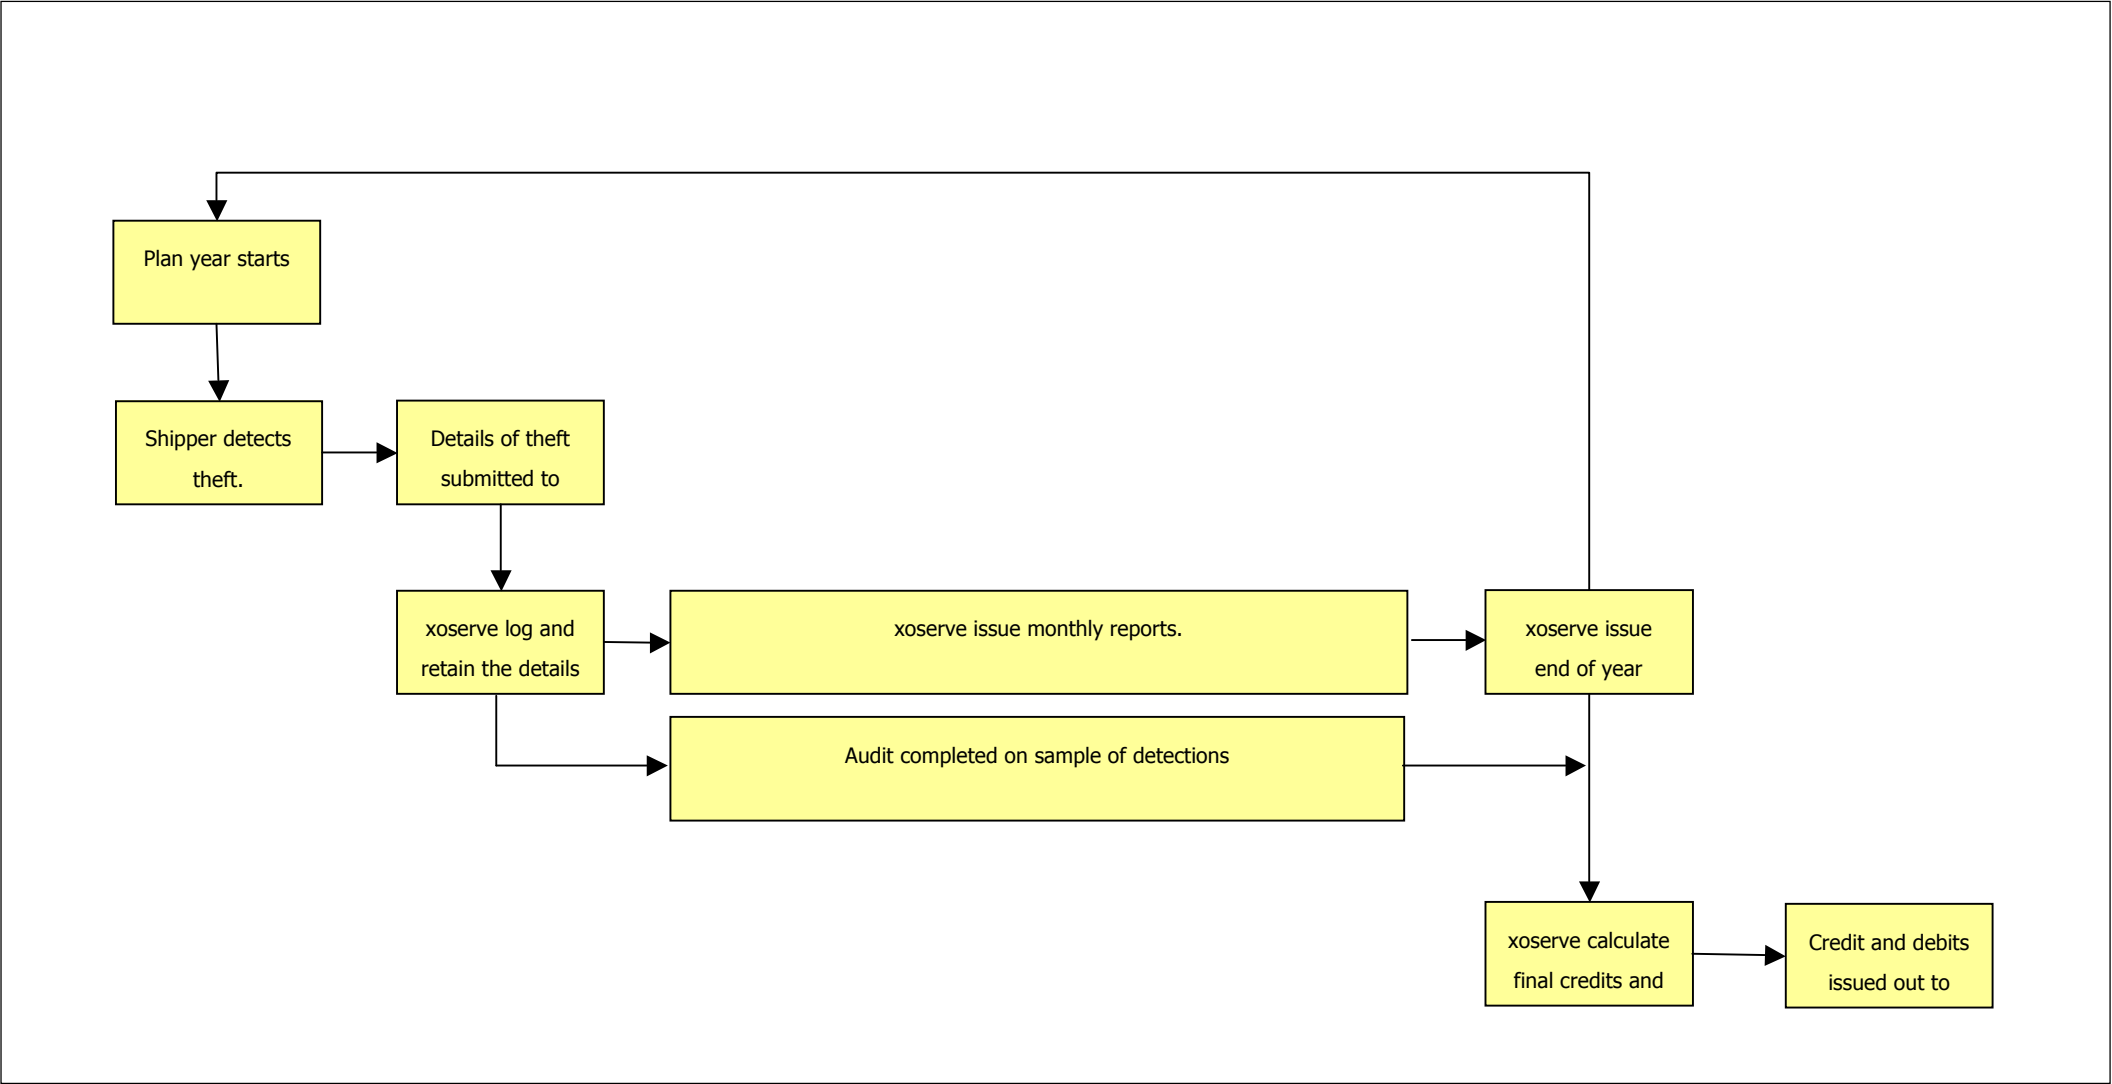 Plan year starts
Shipper detects
theft.
Details of theft
submitted to
xoserve log and
retain the details
xoserve issue monthly reports.
xoserve issue
end of year
Audit completed on sample of detections
xoserve calculate
final credits and
Credit and debits
issued out to